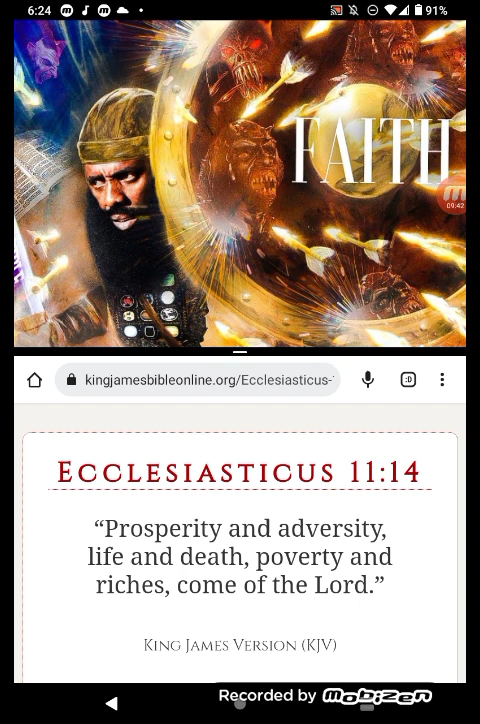 6:24
91%
FAITH
09:42
kingjamesbibleonline.org/Ecclesiasticus-
:D
Ecclesiasticus 11:14
“Prosperity and adversity,
life and death, poverty and
riches, come of the Lord.”
King James Version (KJV)
Recorded by Mobizen